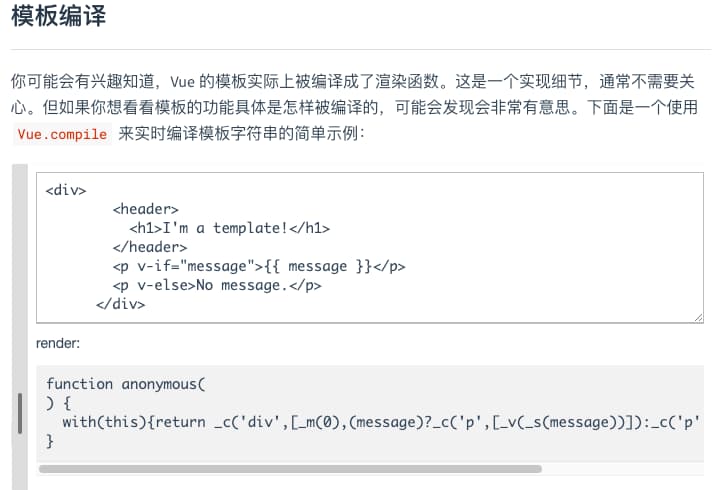 模板编译
你可能会有兴趣知道，Vue 的模板实际上被编译成了渲染函数。这是一个实现细节，通常不需要关
心。但如果你想看看模板的功能具体是怎样被编译的，可能会发现会非常有意思。下面是一个使用
Vue.compile 来实时编译模板字符串的简单示例：
<div>
<header>
<h1>I'm a template!</h1>
</header>
<p v-if="message">{{ message }}</p>
<p v-else>No message.</p>
</div>
render:
function anonymous(
) {
with(this){return _c('div',[_m(0),(message)?_c('p',[_v(_s(message))]):_c('p'
}